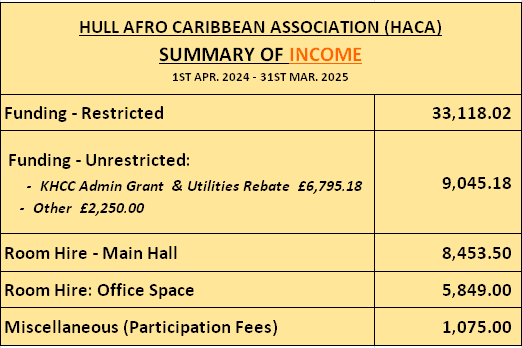 HULL AFRO CARIBBEAN ASSOCIATION (HACA)
SUMMARY OF INCOME
1ST APR. 2024 - 31ST MAR. 2025
Funding - Restricted 33,118.02
Funding - Unrestricted:
- KHCC Admin Grant & Utilities Rebate £6,795.18
- Other £2,250.00
9,045.18
Room Hire - Main Hall 8,453.50
Room Hire: Office Space 5,849.00
Miscellaneous (Participation Fees) 1,075.00